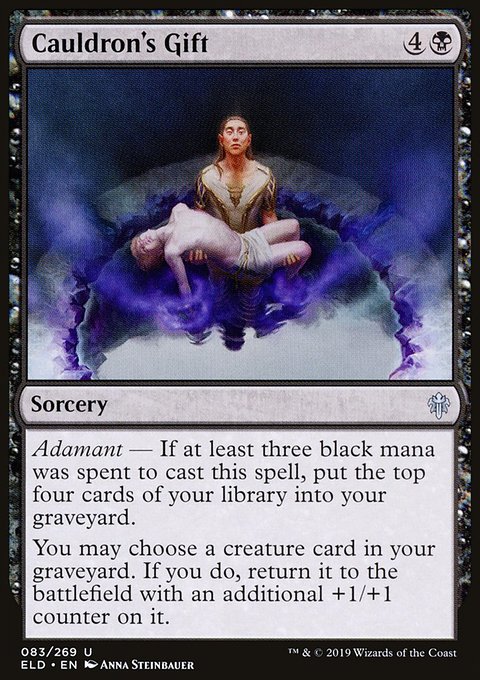 Cauldron's Gift 4
Sorcery
Adamant — If at least three black mana
was spent to cast this spell, put the top
four cards of your library into your
graveyard.
You may choose a creature card in your
graveyard. If you do, return it to the
battlefield with an additional +1/+1
counter on it.
083/269 U
ELD • EN Anna Steinbauer
™ & © 2019 Wizards of the Coast